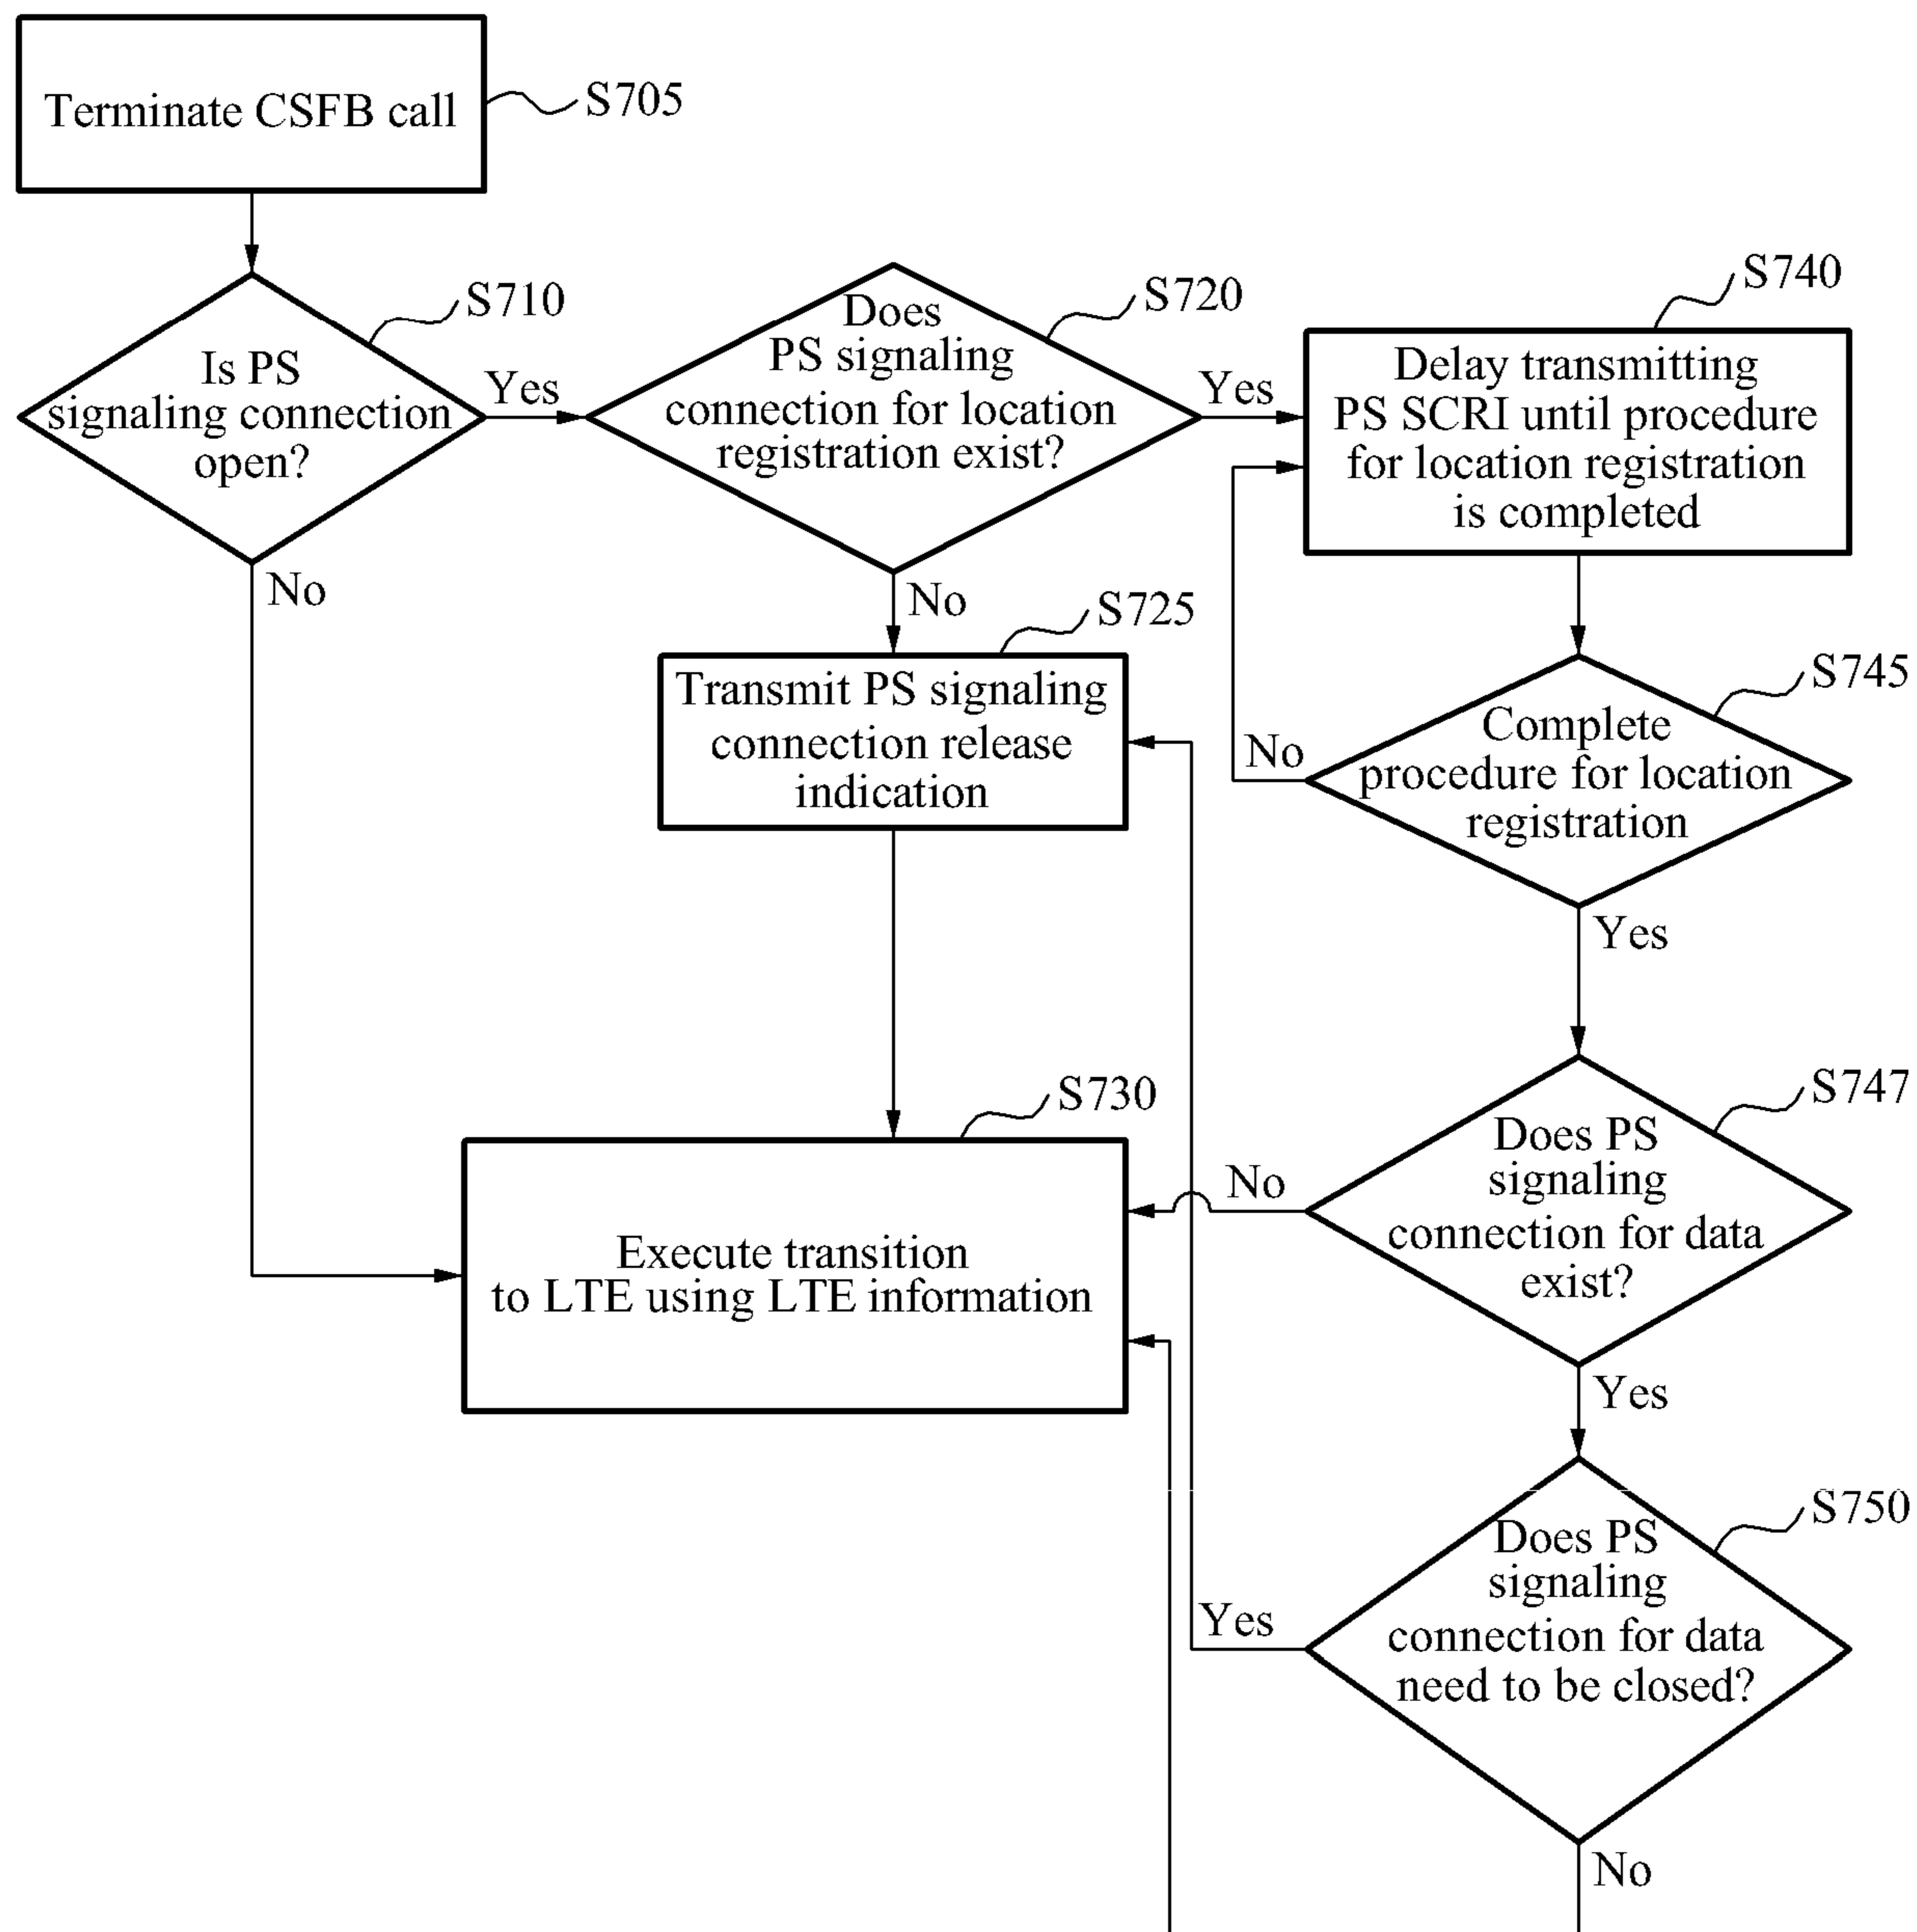 Terminate CSFB call
S705
Is PS
signaling connection
open?
S710
Yes
No
Does
PS signaling
connection for location
registration exist?
S720
Yes
No
Delay transmitting
PS SCRI until procedure
for location registration
is completed
S740
Transmit PS signaling
connection release
indication
S725
Complete
procedure for location
registration
S745
No
Yes
Execute transition
to LTE using LTE information
S730
Does PS
signaling
connection for data
exist?
S747
No
Yes
Does PS
signaling
connection for data
need to be closed?
S750
Yes
No